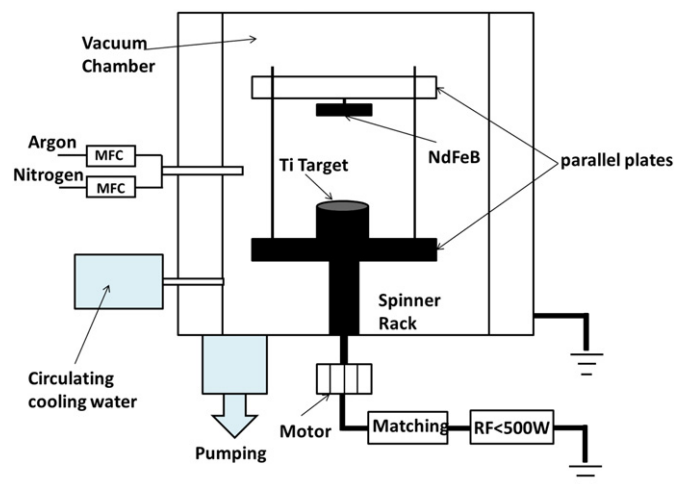 Vacuum
Chamber
Argon
MFC
Nitrogen
MFC
Ti Target
NdFeB
parallel plates
Spinner
Rack
Circulating
cooling water
Pumping
Motor
Matching
RF<500W